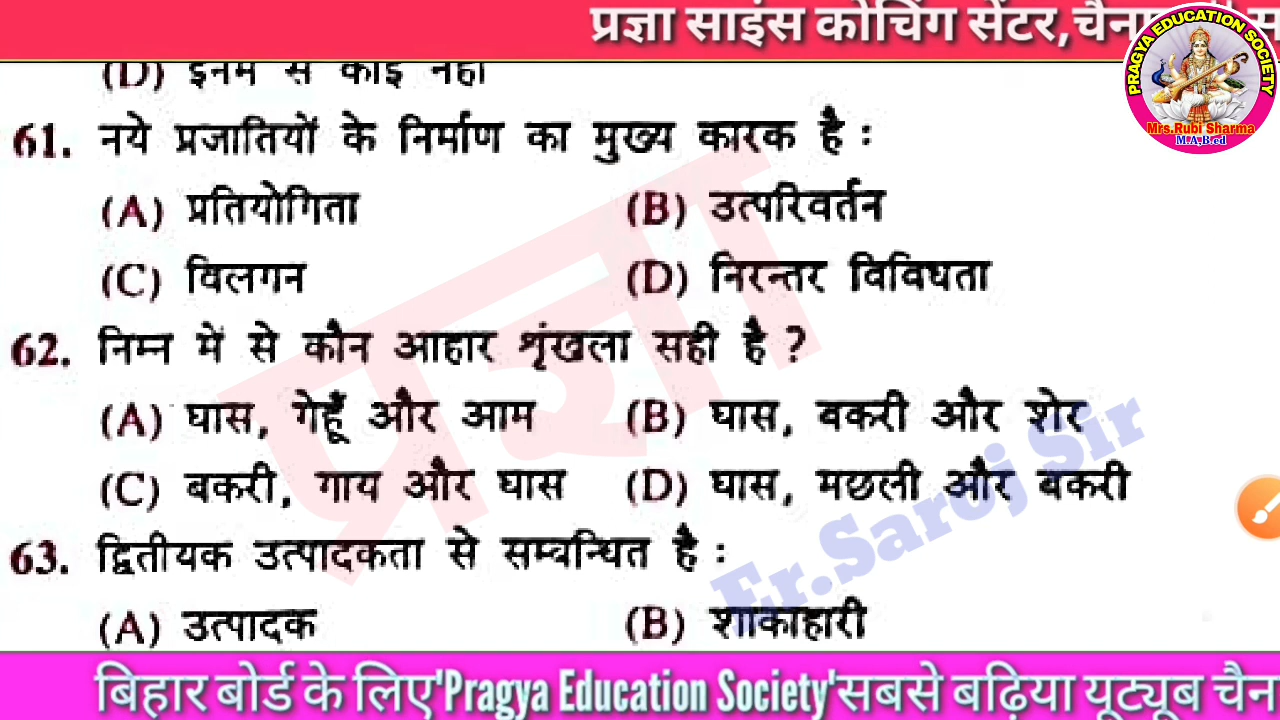 प्रज्ञा साइंस कोचिंग सेंटर,
PRAGYA EDUCATION SOCIETY
Mrs.Rubi Sharma
M.A,B.ed
(D) इनमें से कोई नहीं
61. नये प्रजातियों के निर्माण का मुख्य कारक है :
(A) प्रतियोगिता (B) उत्परिवर्तन
(C) विलगन (D) निरन्तर विविधता
62. निम्न में से कौन आहार शृंखला सही है ?
(A) घास, गेहूँ और आम (B) घास, बकरी और शेर
(C) बकरी, गाय और घास (D) घास, मछली और बकरी
63. द्वितीयक उत्पादकता से सम्बन्धित है :
(A) उत्पादक (B) शाकाहारी
Er.Saroj Sir
बिहार बोर्ड के लिए'Pragya Education Society'सबसे बढ़िया यूट्यूब चैन